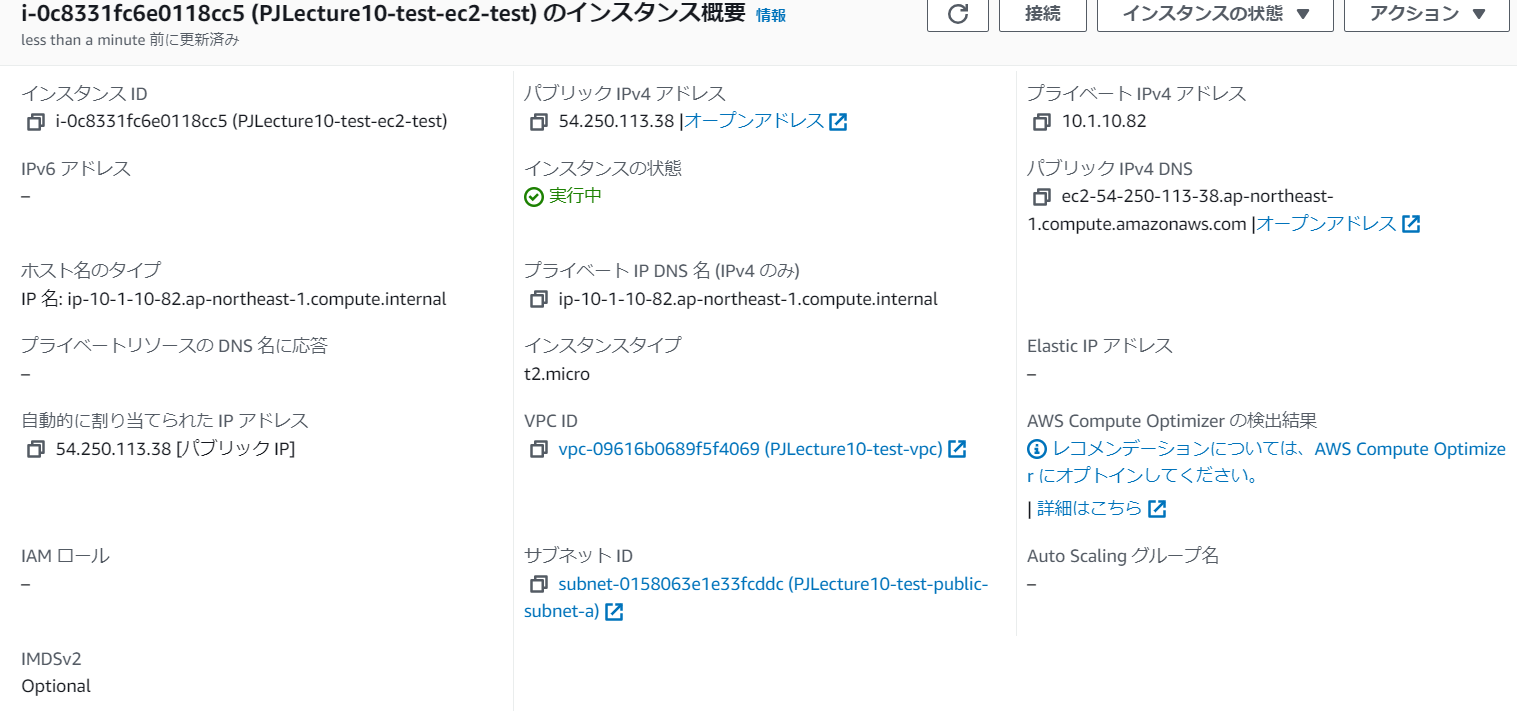 i-0c8331fc6e0118cc5 (PJLecture10-test-ec2-test) のインスタンス概要 情報
less than a minute 前に更新済み
接続
インスタンスの状態 ▼
アクション ▼
インスタンス ID
i-0c8331fc6e0118cc5 (PJLecture10-test-ec2-test)
パブリック IPv4 アドレス
54.250.113.38 |オープンアドレス
プライベート IPv4 アドレス
10.1.10.82
IPv6 アドレス
–
インスタンスの状態
実行中
パブリック IPv4 DNS
ec2-54-250-113-38.ap-northeast-
1.compute.amazonaws.com |オープンアドレス
ホスト名のタイプ
IP 名: ip-10-1-10-82.ap-northeast-1.compute.internal
プライベート IP DNS 名 (IPv4 のみ)
ip-10-1-10-82.ap-northeast-1.compute.internal
プライベートリソースの DNS 名に応答
–
インスタンスタイプ
t2.micro
Elastic IP アドレス
–
自動的に割り当てられた IP アドレス
54.250.113.38 [パブリック IP]
VPC ID
vpc-09616b0689f5f4069 (PJLecture10-test-vpc)
AWS Compute Optimizer の検出結果
レコメンデーションについては、AWS Compute Optimize
r にオプトインしてください。
| 詳細はこちら
IAM ロール
–
サブネット ID
subnet-0158063e1e33fcddc (PJLecture10-test-public-
subnet-a)
Auto Scaling グループ名
–
IMDSv2
Optional